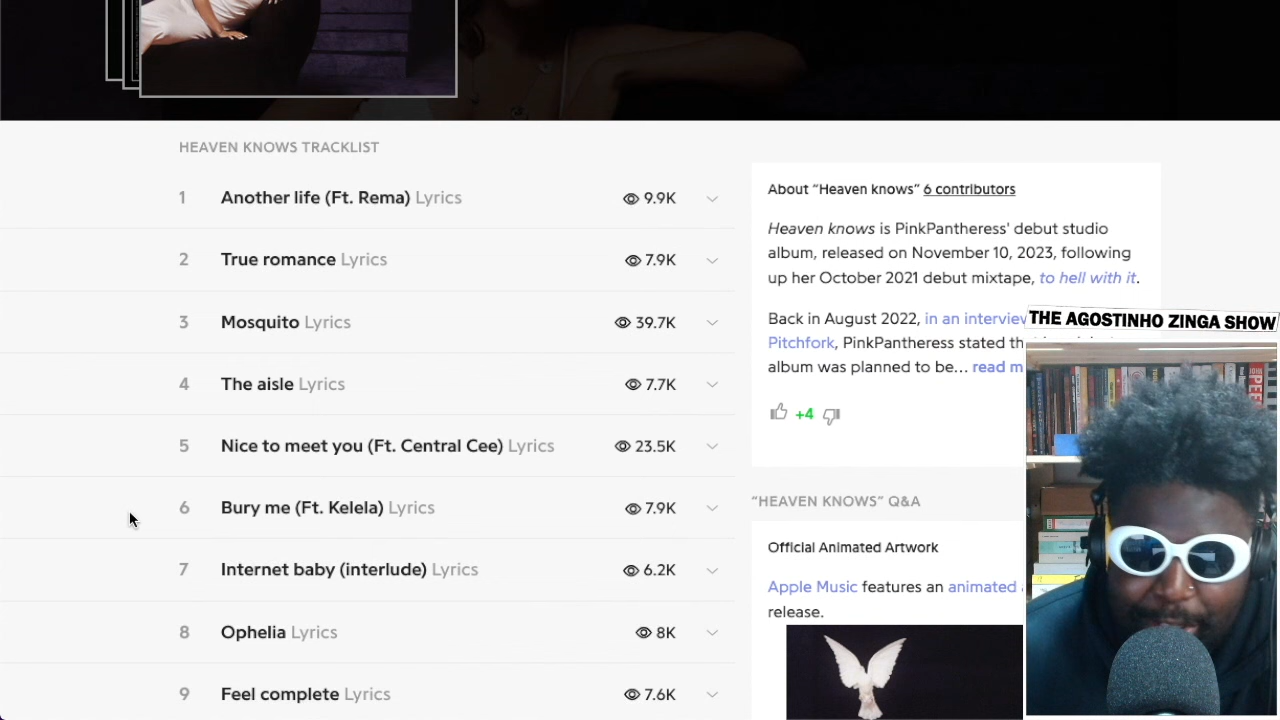 HEAVEN KNOWS TRACKLIST
1 Another life (Ft. Rema) Lyrics 9.9K
2 True romance Lyrics 7.9K
3 Mosquito Lyrics 39.7K
4 The aisle Lyrics 7.7K
5 Nice to meet you (Ft. Central Cee) Lyrics 23.5K
6 Bury me (Ft. Kelela) Lyrics 7.9K
7 Internet baby (interlude) Lyrics 6.2K
8 Ophelia Lyrics 8K
9 Feel complete Lyrics 7.6K
About “Heaven knows” 6 contributors
Heaven knows is PinkPantheress' debut studio
album, released on November 10, 2023, following
up her October 2021 debut mixtape, to hell with it.
Back in August 2022, in an interview
Pitchfork, PinkPantheress stated th
album was planned to be... read m
+4
“HEAVEN KNOWS” Q&A
Official Animated Artwork
Apple Music features an animated
release.
THE AGOSTINHO ZINGA SHOW